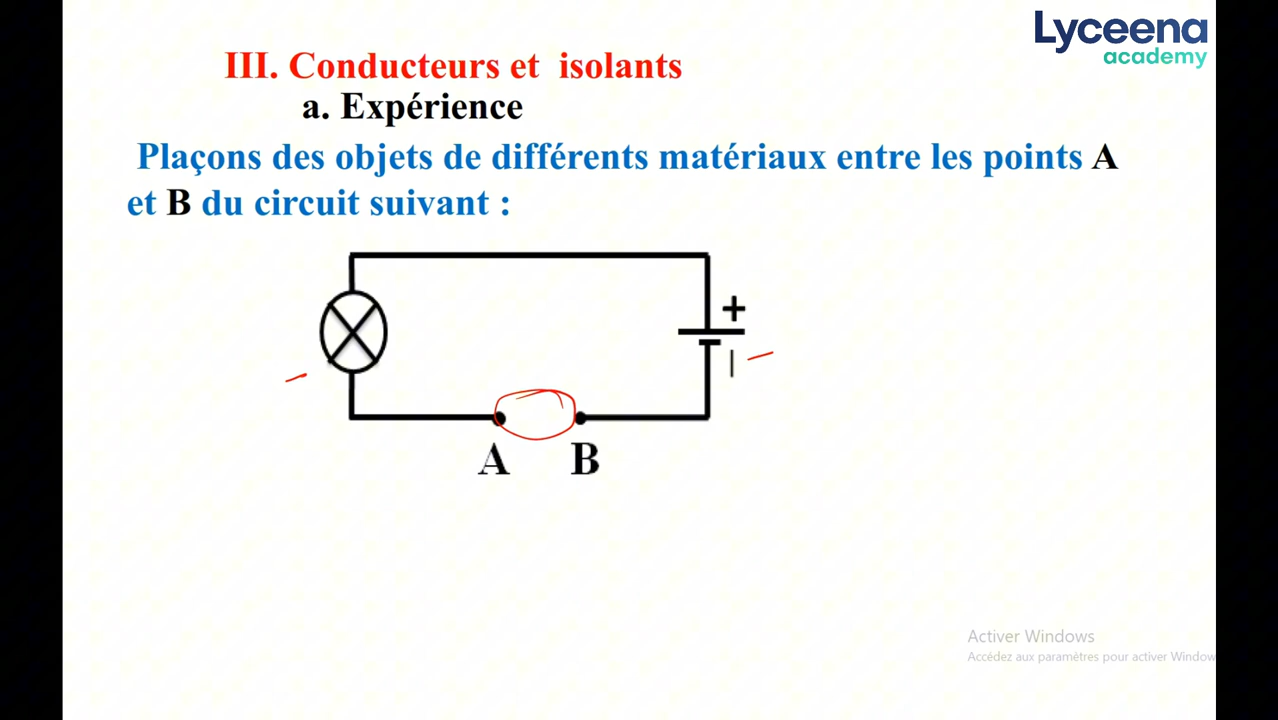 Lyceena
academy
III. Conducteurs et isolants
a. Expérience
Plaçons des objets de différents matériaux entre les points A
et B du circuit suivant :
+
A
B
Activer Windows
Accédez aux paramètres pour activer Window